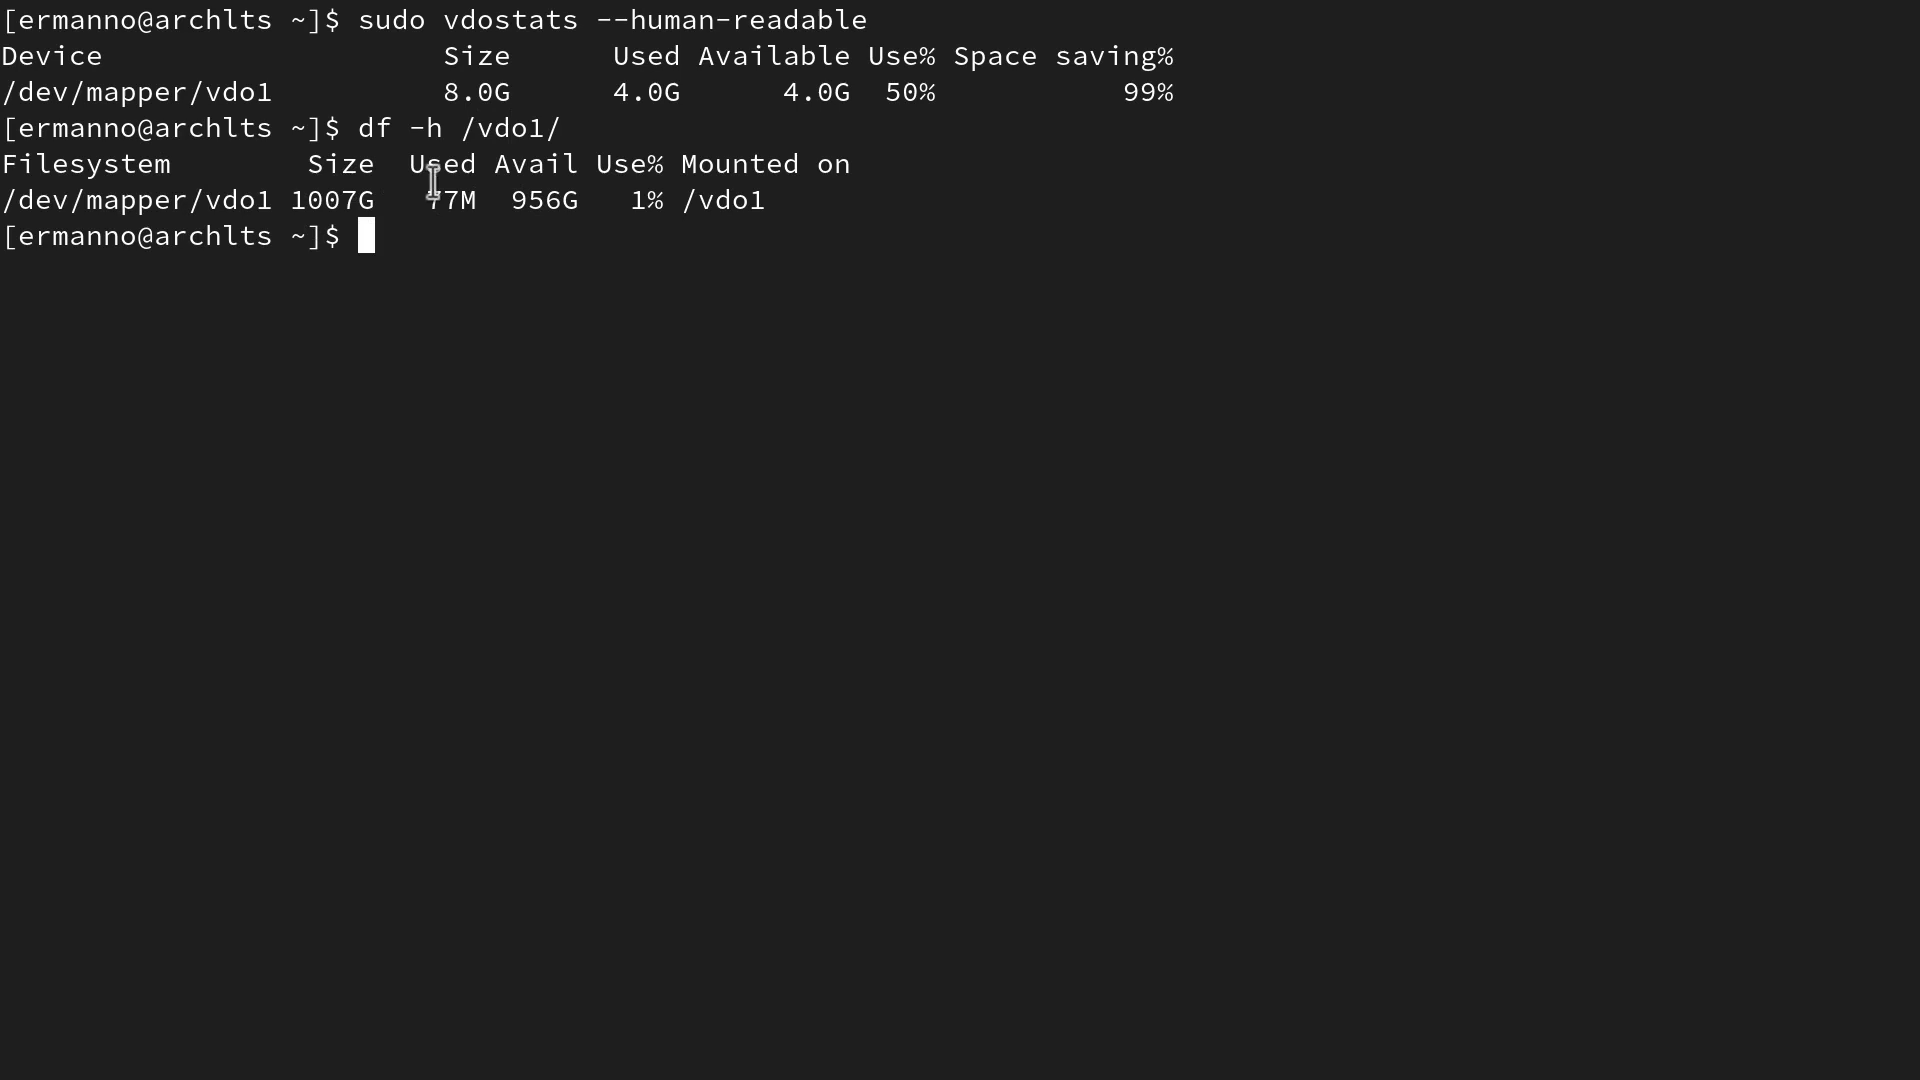 [ermanno@archlts ~]$ sudo vdostats --human-readable
Device                    Size      Used Available Use% Space saving%
/dev/mapper/vdo1          8.0G      4.0G      4.0G  50%           99%
[ermanno@archlts ~]$ df -h /vdo1/
Filesystem        Size  Used Avail Use% Mounted on
/dev/mapper/vdo1 1007G   77M  956G   1% /vdo1
[ermanno@archlts ~]$